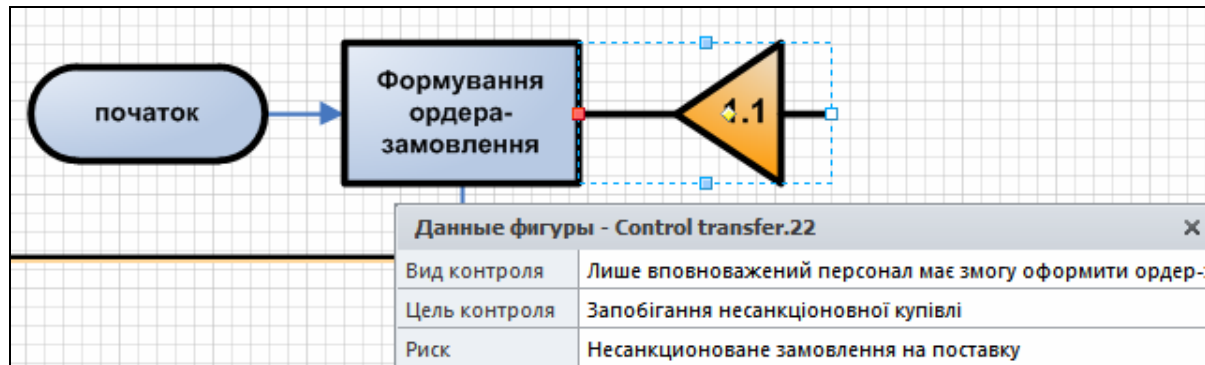 початок
Формування
ордера-
замовлення
1.1
Данные фигуры - Control transfer.22
Вид контроля Лише вповноважений персонал має змогу оформити ордер-
Цель контроля Запобігання несанкціоновної купівлі
Риск Несанкционоване замовлення на поставку